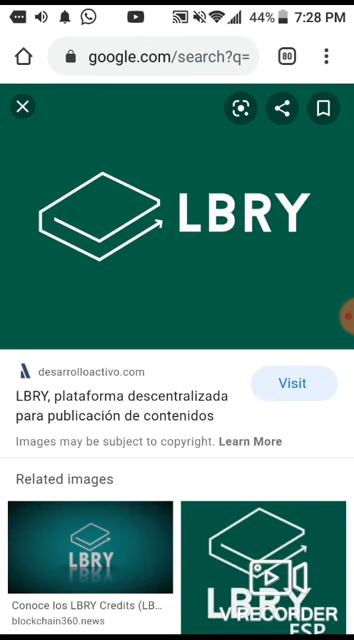 44% 7:28 PM
google.com/search?q=
80
LBRY
desarrolloactivo.com
LBRY, plataforma descentralizada
para publicación de contenidos
Visit
Images may be subject to copyright. Learn More
Related images
LBRY
LBRY
V RECORDER
Conoce los LBRY Credits (LB...
blockchain360.news
ESP